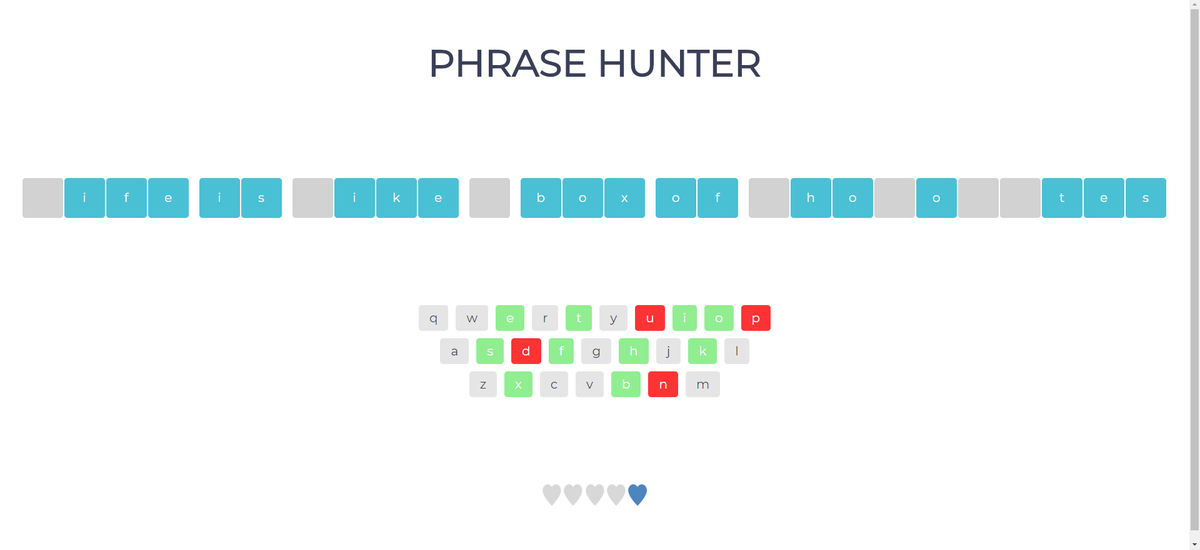 PHRASE HUNTER
i f e i s i k e b o x o f h o o t e s
q w e r t y u i o p
a s d f g h j k l
z x c v b n m